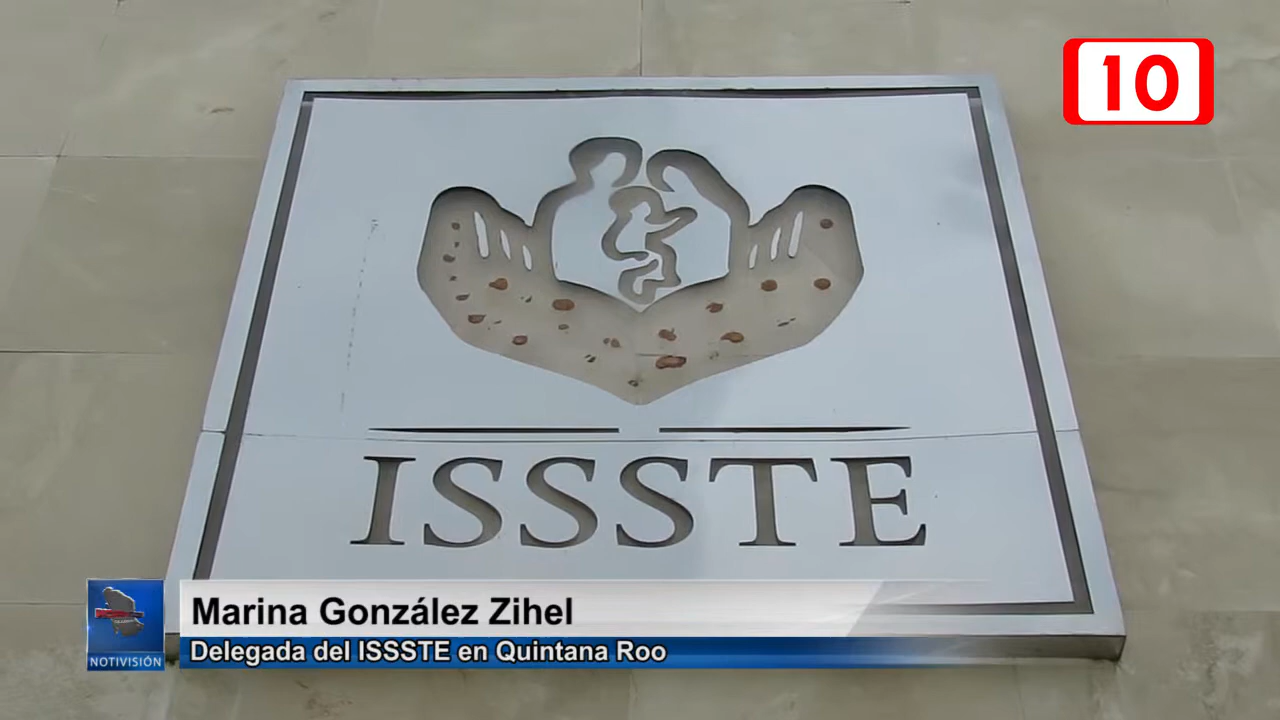 10
ISSSTE
Marina González Zihel
Delegada del ISSSTE en Quintana Roo
NOTIVISIÓN